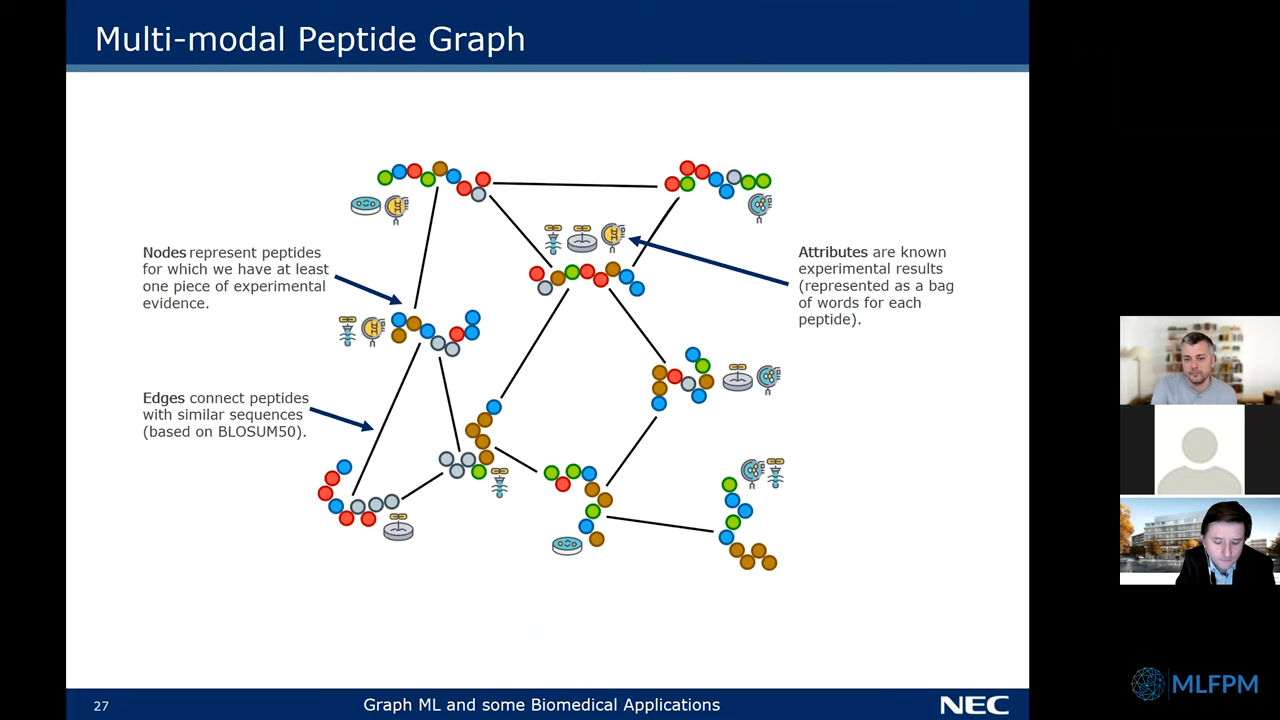 Multi-modal Peptide Graph
Nodes represent peptides
for which we have at least
one piece of experimental
evidence.
Attributes are known
experimental results
(represented as a bag
of words for each
peptide).
Edges connect peptides
with similar sequences
(based on BLOSUM50).
27
Graph ML and some Biomedical Applications
NEC
MLFPM